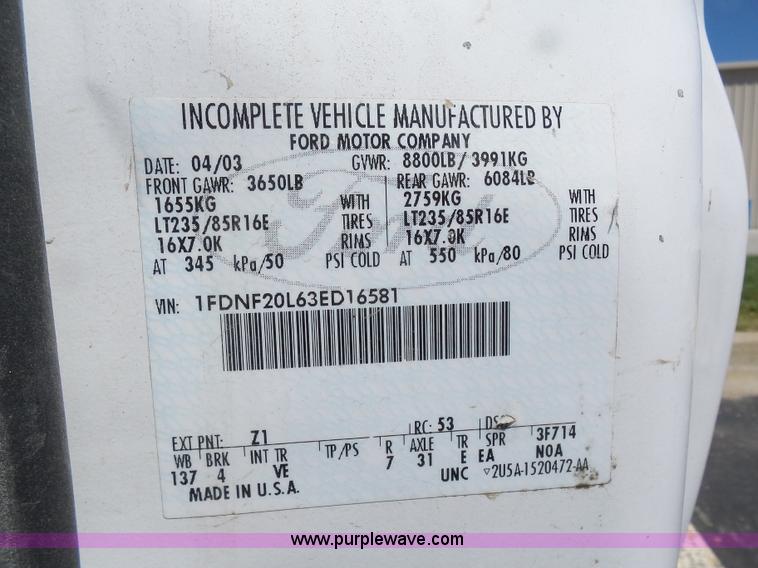 INCOMPLETE VEHICLE MANUFACTURED BY
FORD MOTOR COMPANY
DATE: 04/03 GVWR: 8800LB/ 3991KG
FRONT GAWR: 3650LB REAR GAWR: 6084LB
1655KG WITH 2759KG WITH
LT235/85R16E TIRES LT235/85R16E TIRES
16X7.0K RIMS 16X7.0K RIMS
AT 345 kPa/50 PSI COLD AT 550 kPa/80 PSI COLD
Ford
VIN: 1FDNF20L63ED16581
EXT PNT: Z1 RC: 53 DSO 3F714
WB BRK INT TR TP/PS R AXLE TR SPR N0A
137 4 VE 7 31 E EA
UNC ▽2U5A-1520472-AA
MADE IN U.S.A.
www.purplewave.com